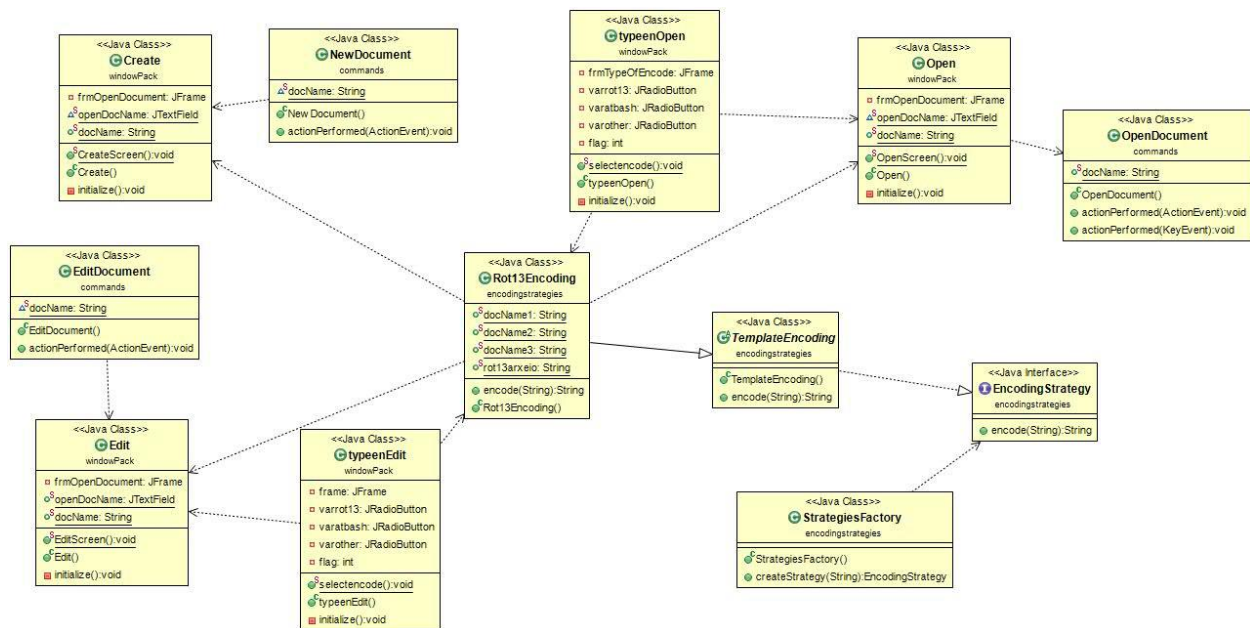 <<Java Class>>
Create
windowPack
frmOpenDocument: JFrame
openDocName: JTextField
docName: String
CreateScreen():void
Create()
initialize():void
<<Java Class>>
NewDocument
commands
docName: String
NewDocument()
actionPerformed(ActionEvent):void
<<Java Class>>
typeenOpen
windowPack
frmTypeOfEncode: JFrame
varrot13: JRadioButton
varatbash: JRadioButton
varother: JRadioButton
flag: int
selectencode():void
typeenOpen()
initialize():void
<<Java Class>>
Open
windowPack
frmOpenDocument: JFrame
openDocName: JTextField
docName: String
OpenScreen():void
Open()
initialize():void
<<Java Class>>
OpenDocument
commands
docName: String
OpenDocument()
actionPerformed(ActionEvent):void
actionPerformed(KeyEvent):void
<<Java Class>>
EditDocument
commands
docName: String
EditDocument()
actionPerformed(ActionEvent):void
<<Java Class>>
Rot13Encoding
encodingstrategies
docName1: String
docName2: String
docName3: String
rot13arxeio: String
encode(String):String
Rot13Encoding()
<<Java Class>>
TemplateEncoding
encodingstrategies
TemplateEncoding()
encode(String):String
<<Java Interface>>
EncodingStrategy
encodingstrategies
encode(String):String
<<Java Class>>
Edit
windowPack
frmOpenDocument: JFrame
openDocName: JTextField
docName: String
EditScreen():void
Edit()
initialize():void
<<Java Class>>
typeenEdit
windowPack
frame: JFrame
varrot13: JRadioButton
varatbash: JRadioButton
varother: JRadioButton
flag: int
selectencode():void
typeenEdit()
initialize():void
<<Java Class>>
StrategiesFactory
encodingstrategies
StrategiesFactory()
createStrategy(String):EncodingStrategy